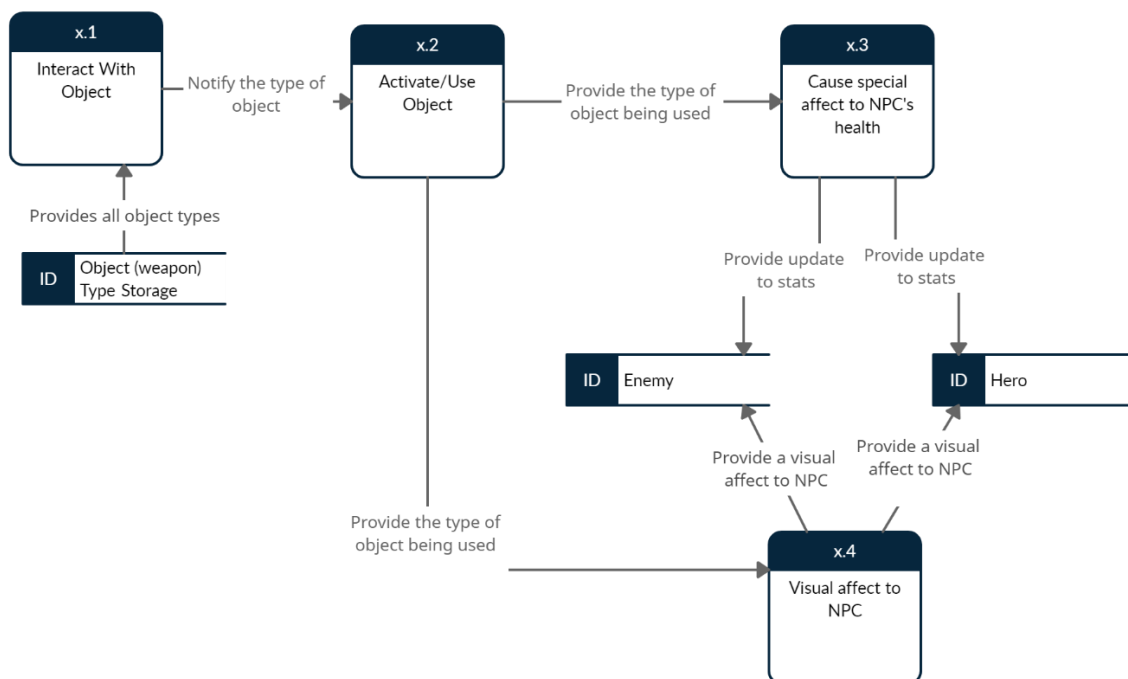 x.1
Interact With
Object
Notify the type of
object
x.2
Activate/Use
Object
Provide the type of
object being used
x.3
Cause special
affect to NPC's
health
Provides all object types
ID
Object (weapon)
Type Storage
Provide update
to stats
Provide update
to stats
ID
Enemy
ID
Hero
Provide a visual
affect to NPC
Provide a visual
affect to NPC
Provide the type of
object being used
x.4
Visual affect to
NPC